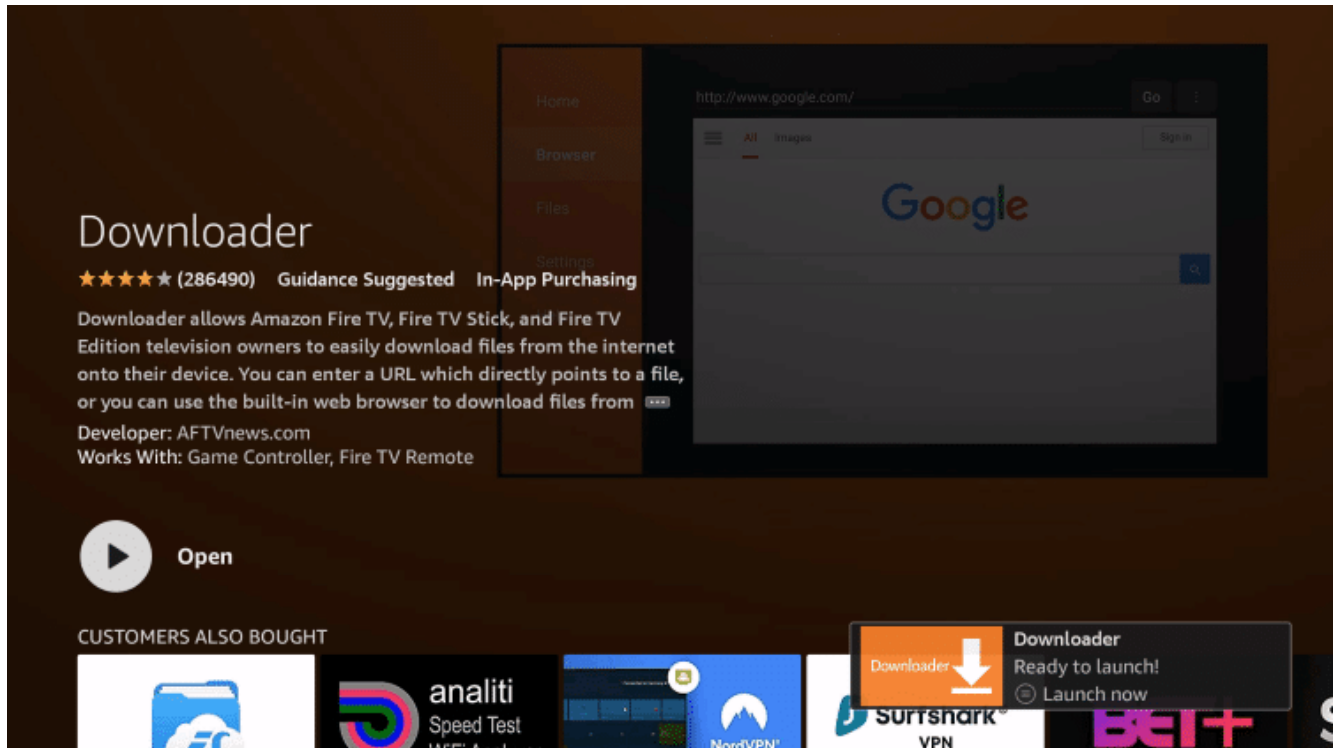 Home
http://www.google.com/
Go
Browser
All
Images
Sign in
Files
Google
Settings
Downloader
(286490) Guidance Suggested In-App Purchasing
Downloader allows Amazon Fire TV, Fire TV Stick, and Fire TV
Edition television owners to easily download files from the internet
onto their device. You can enter a URL which directly points to a file,
or you can use the built-in web browser to download files from ...
Developer: AFTVnews.com
Works With: Game Controller, Fire TV Remote
Open
CUSTOMERS ALSO BOUGHT
Downloader
Downloader
Ready to launch!
Launch now
analiti
Speed Test
NordVPN®
Surfshark®
VPN
BET+